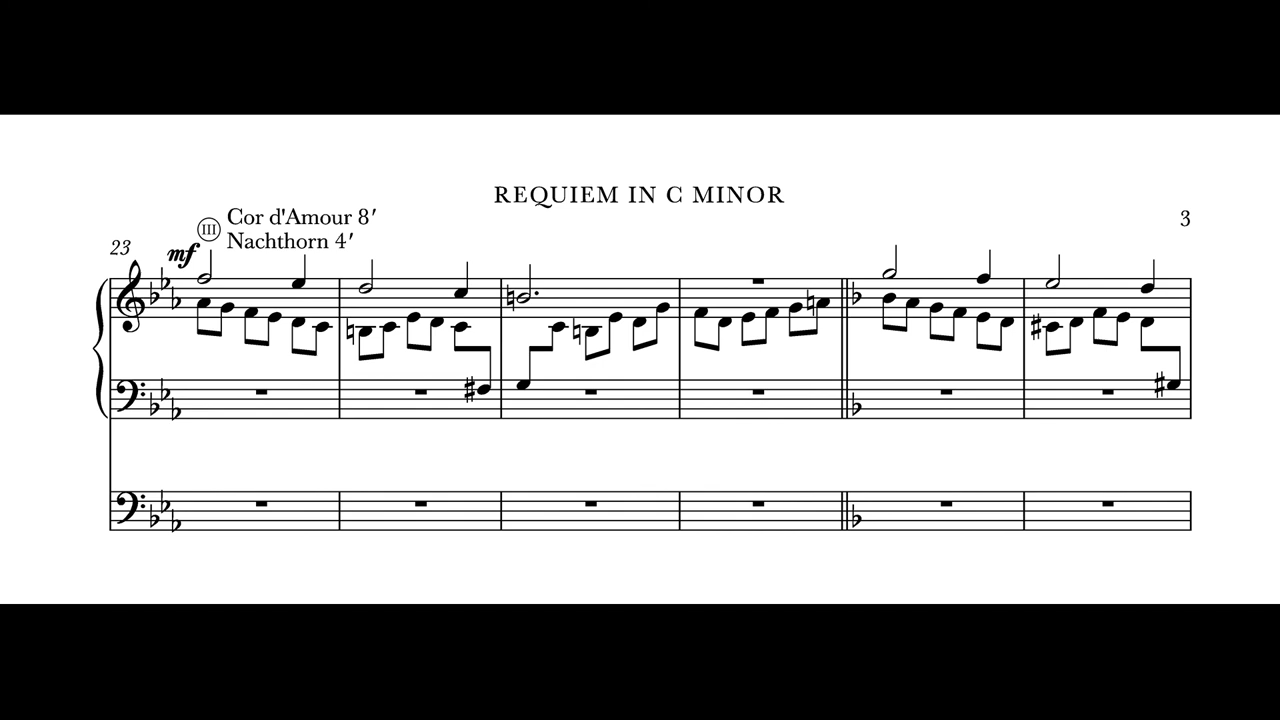 REQUIEM IN C MINOR
3
III
Cor d'Amour 8′
Nachthorn 4′
23
mf